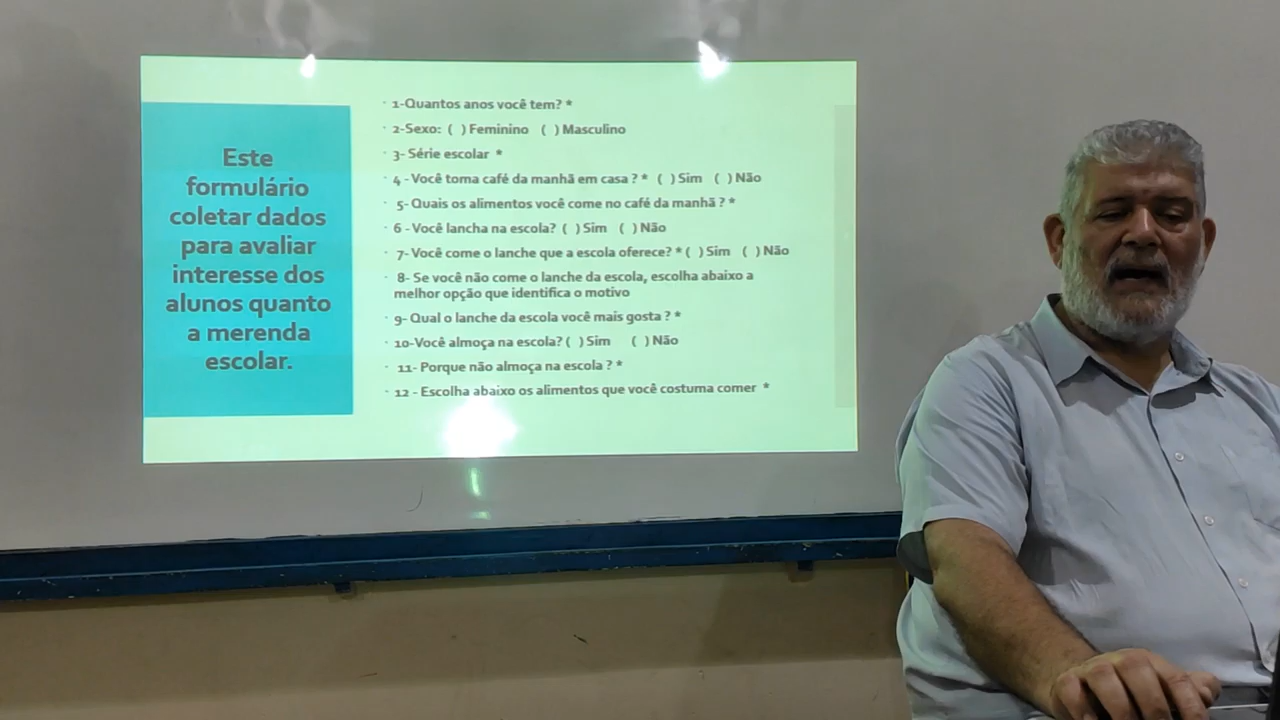 Este
formulário
coletar dados
para avaliar
interesse dos
alunos quanto
a merenda
escolar.
1-Quantos anos você tem? *
2-Sexo: ( ) Feminino ( ) Masculino
3- Série escolar *
4 - Você toma café da manhã em casa ? * ( ) Sim ( ) Não
5- Quais os alimentos você come no café da manhã ? *
6 - Você lancha na escola? ( ) Sim ( ) Não
7- Você come o lanche que a escola oferece? * ( ) Sim ( ) Não
8- Se você não come o lanche da escola, escolha abaixo a
melhor opção que identifica o motivo
9- Qual o lanche da escola você mais gosta ? *
10-Você almoça na escola? ( ) Sim ( ) Não
11- Porque não almoça na escola ? *
12 - Escolha abaixo os alimentos que você costuma comer *